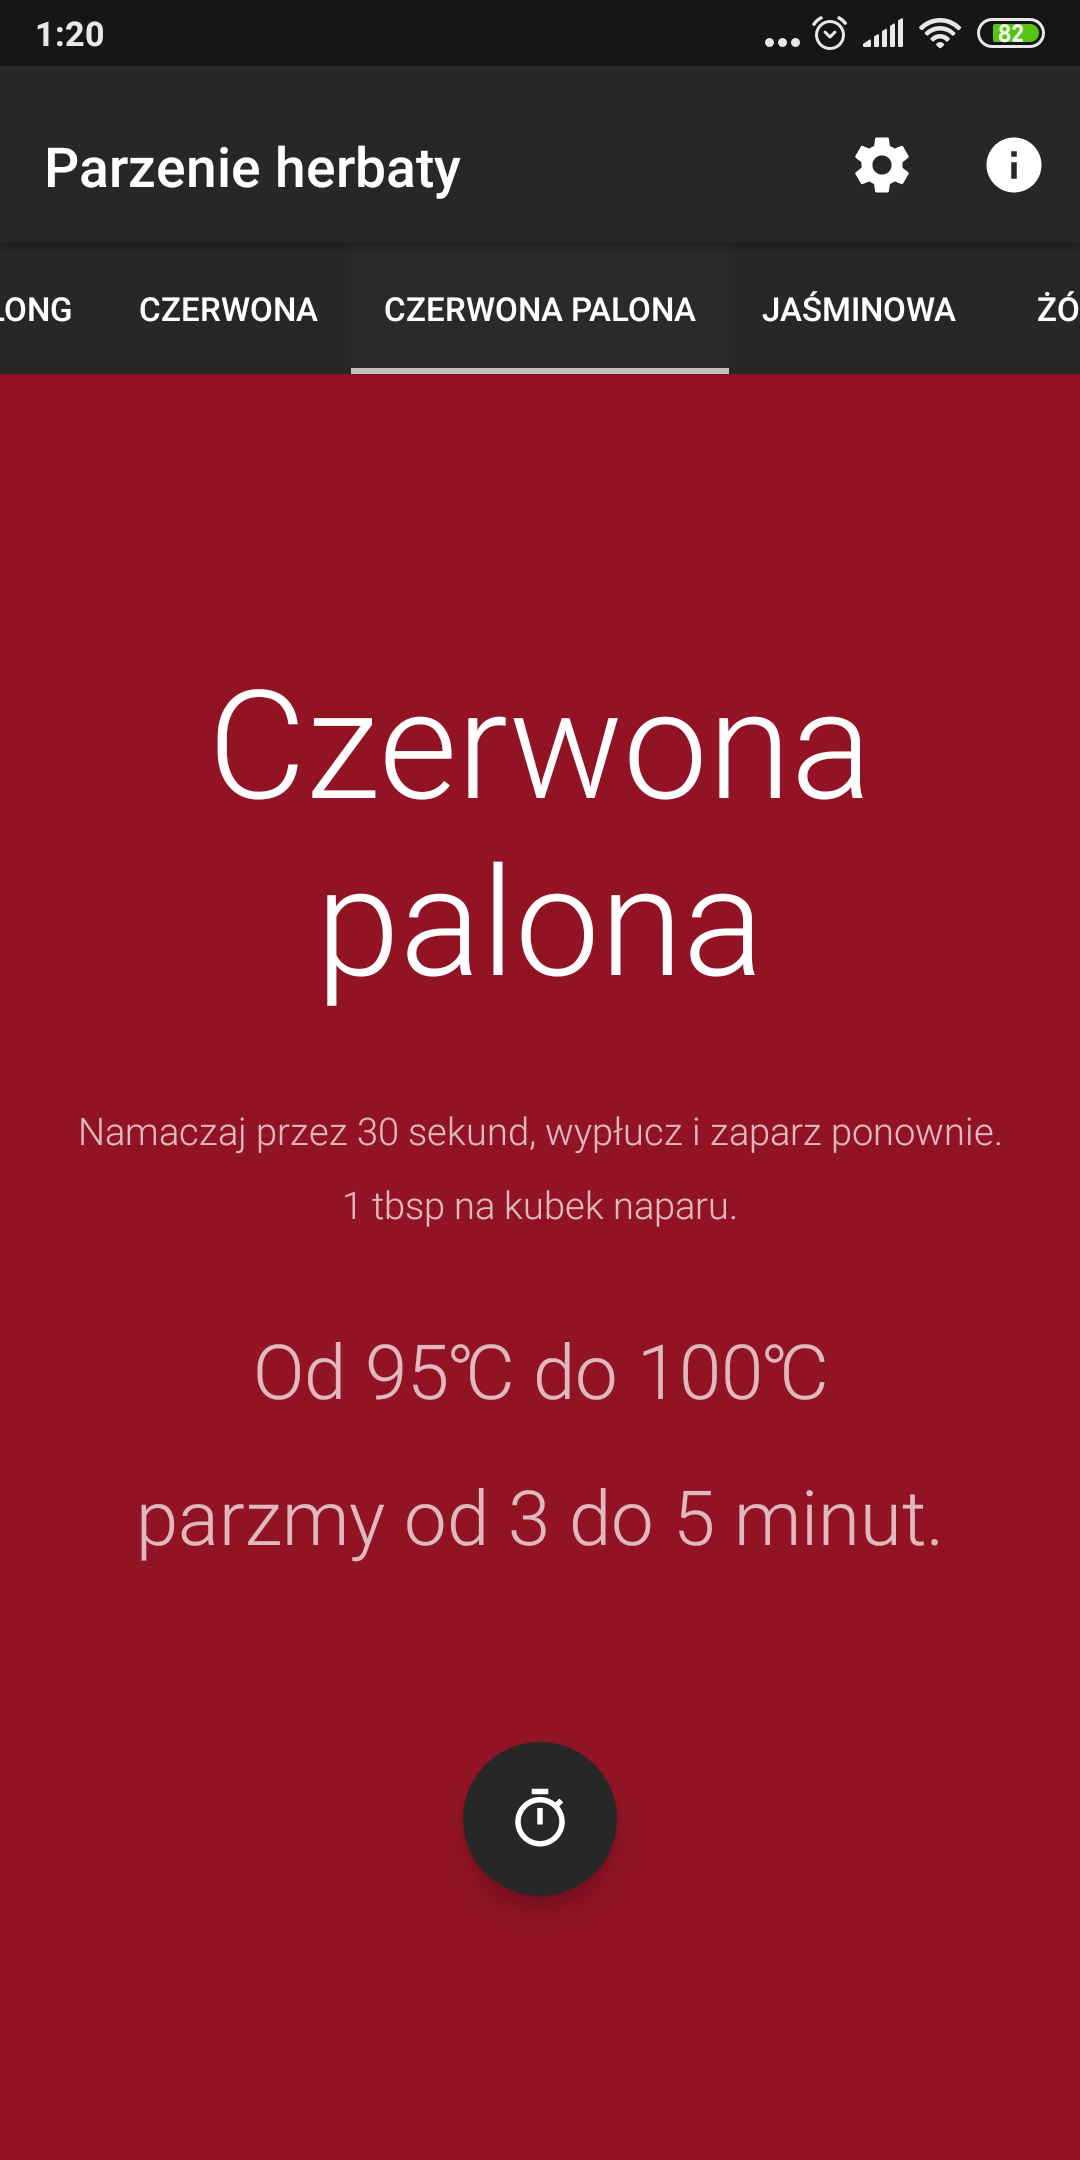 1:20
82
Parzenie herbaty
LONG CZERWONA CZERWONA PALONA JAŚMINOWA ŻÓ
Czerwona
palona
Namaczaj przez 30 sekund, wypłucz i zaparz ponownie.
1 tbsp na kubek naparu.
Od 95℃ do 100℃
parzmy od 3 do 5 minut.